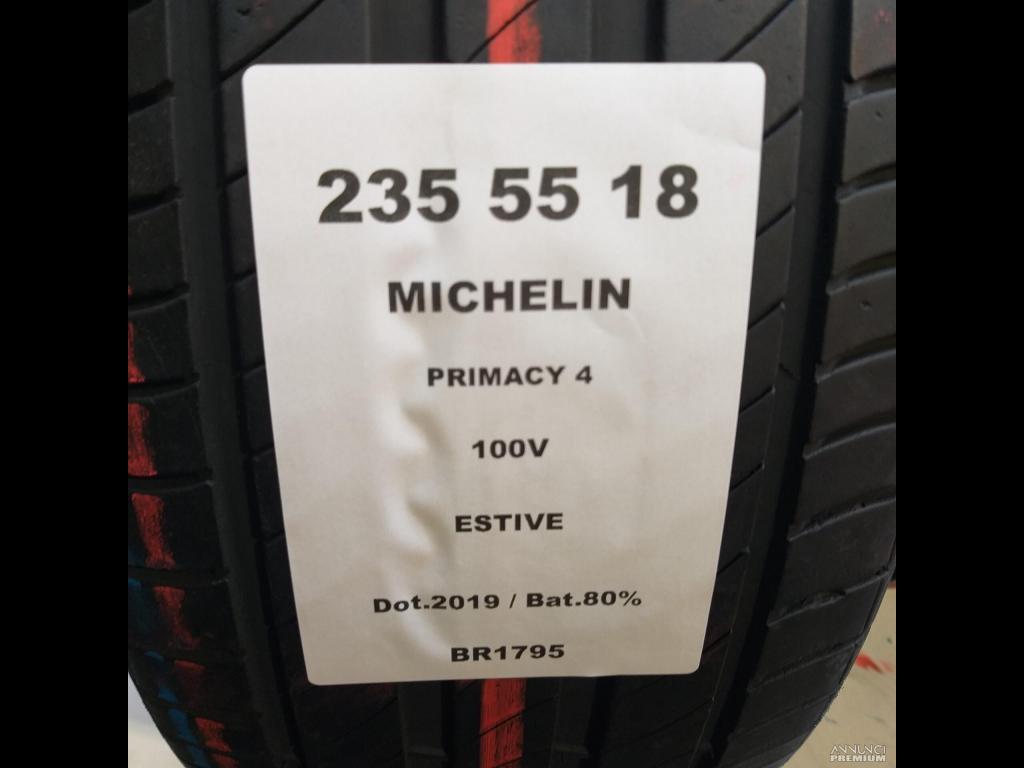 235 55 18
MICHELIN
PRIMACY 4
100V
ESTIVE
Dot.2019 / Bat.80%
BR1795
ANNUNCI
PREMIUM